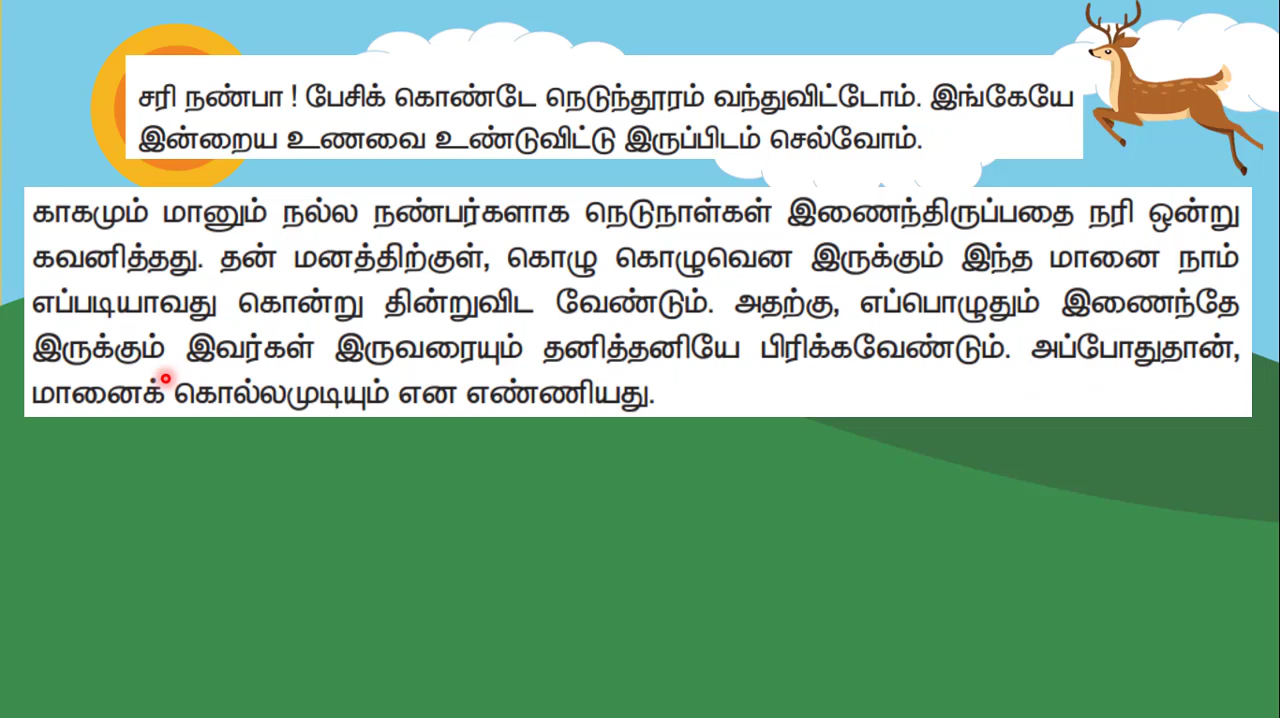 சரி நண்பா ! பேசிக் கொண்டே நெடுந்தூரம் வந்துவிட்டோம். இங்கேயே
இன்றைய உணவை உண்டுவிட்டு இருப்பிடம் செல்வோம்.
காகமும் மானும் நல்ல நண்பர்களாக நெடுநாள்கள் இணைந்திருப்பதை நரி ஒன்று
கவனித்தது. தன் மனத்திற்குள், கொழு கொழுவென இருக்கும் இந்த மானை நாம்
எப்படியாவது கொன்று தின்றுவிட வேண்டும். அதற்கு, எப்பொழுதும் இணைந்தே
இருக்கும் இவர்கள் இருவரையும் தனித்தனியே பிரிக்கவேண்டும். அப்போதுதான்,
மானைக் கொல்லமுடியும் என எண்ணியது.